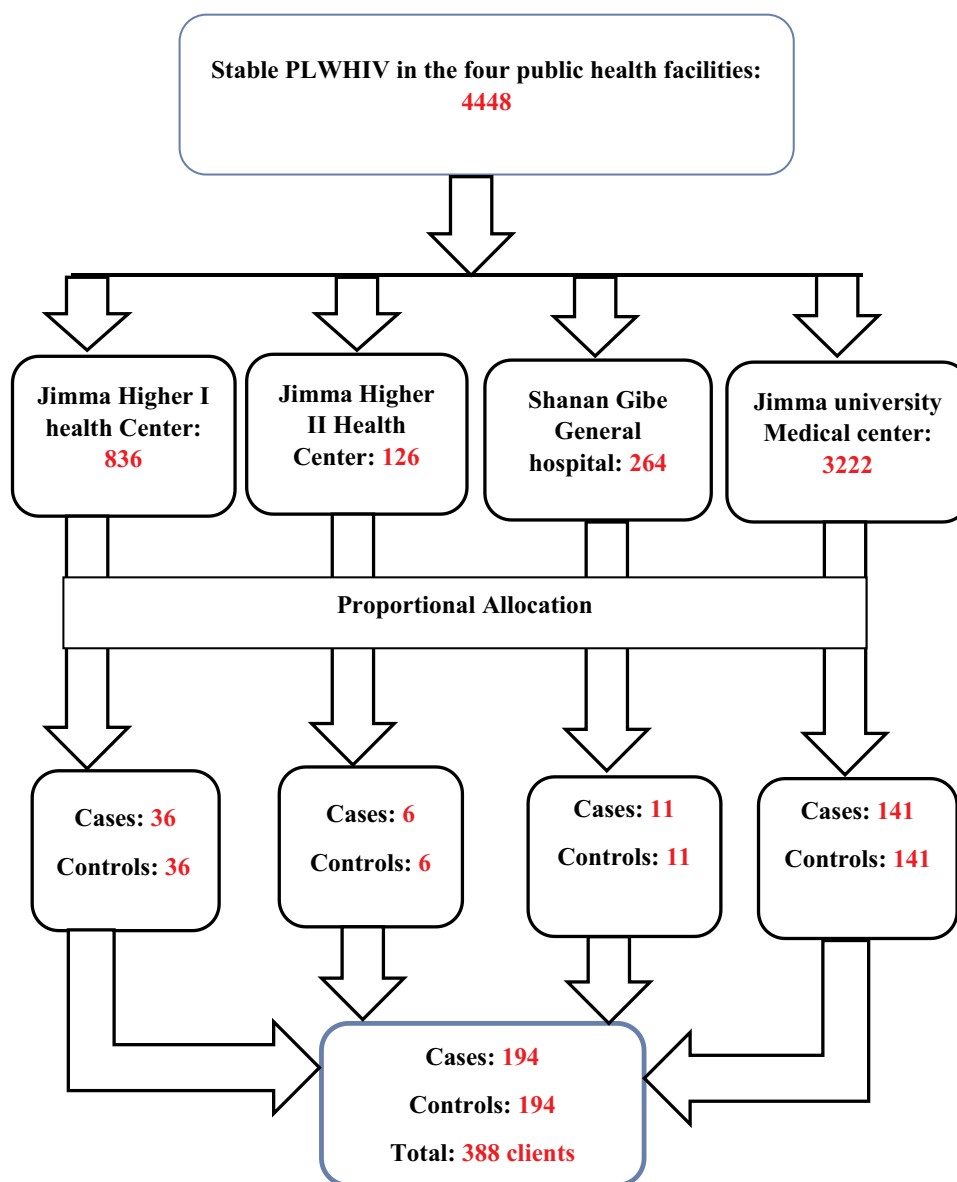 Stable PLWHIV in the four public health facilities:
4448
Jimma Higher I
health Center:
836
Jimma Higher
II Health
Center: 126
Shanan Gibe
General
hospital: 264
Jimma university
Medical center:
3222
Proportional Allocation
Cases: 36
Controls: 36
Cases: 6
Controls: 6
Cases: 11
Controls: 11
Cases: 141
Controls: 141
Cases: 194
Controls: 194
Total: 388 clients